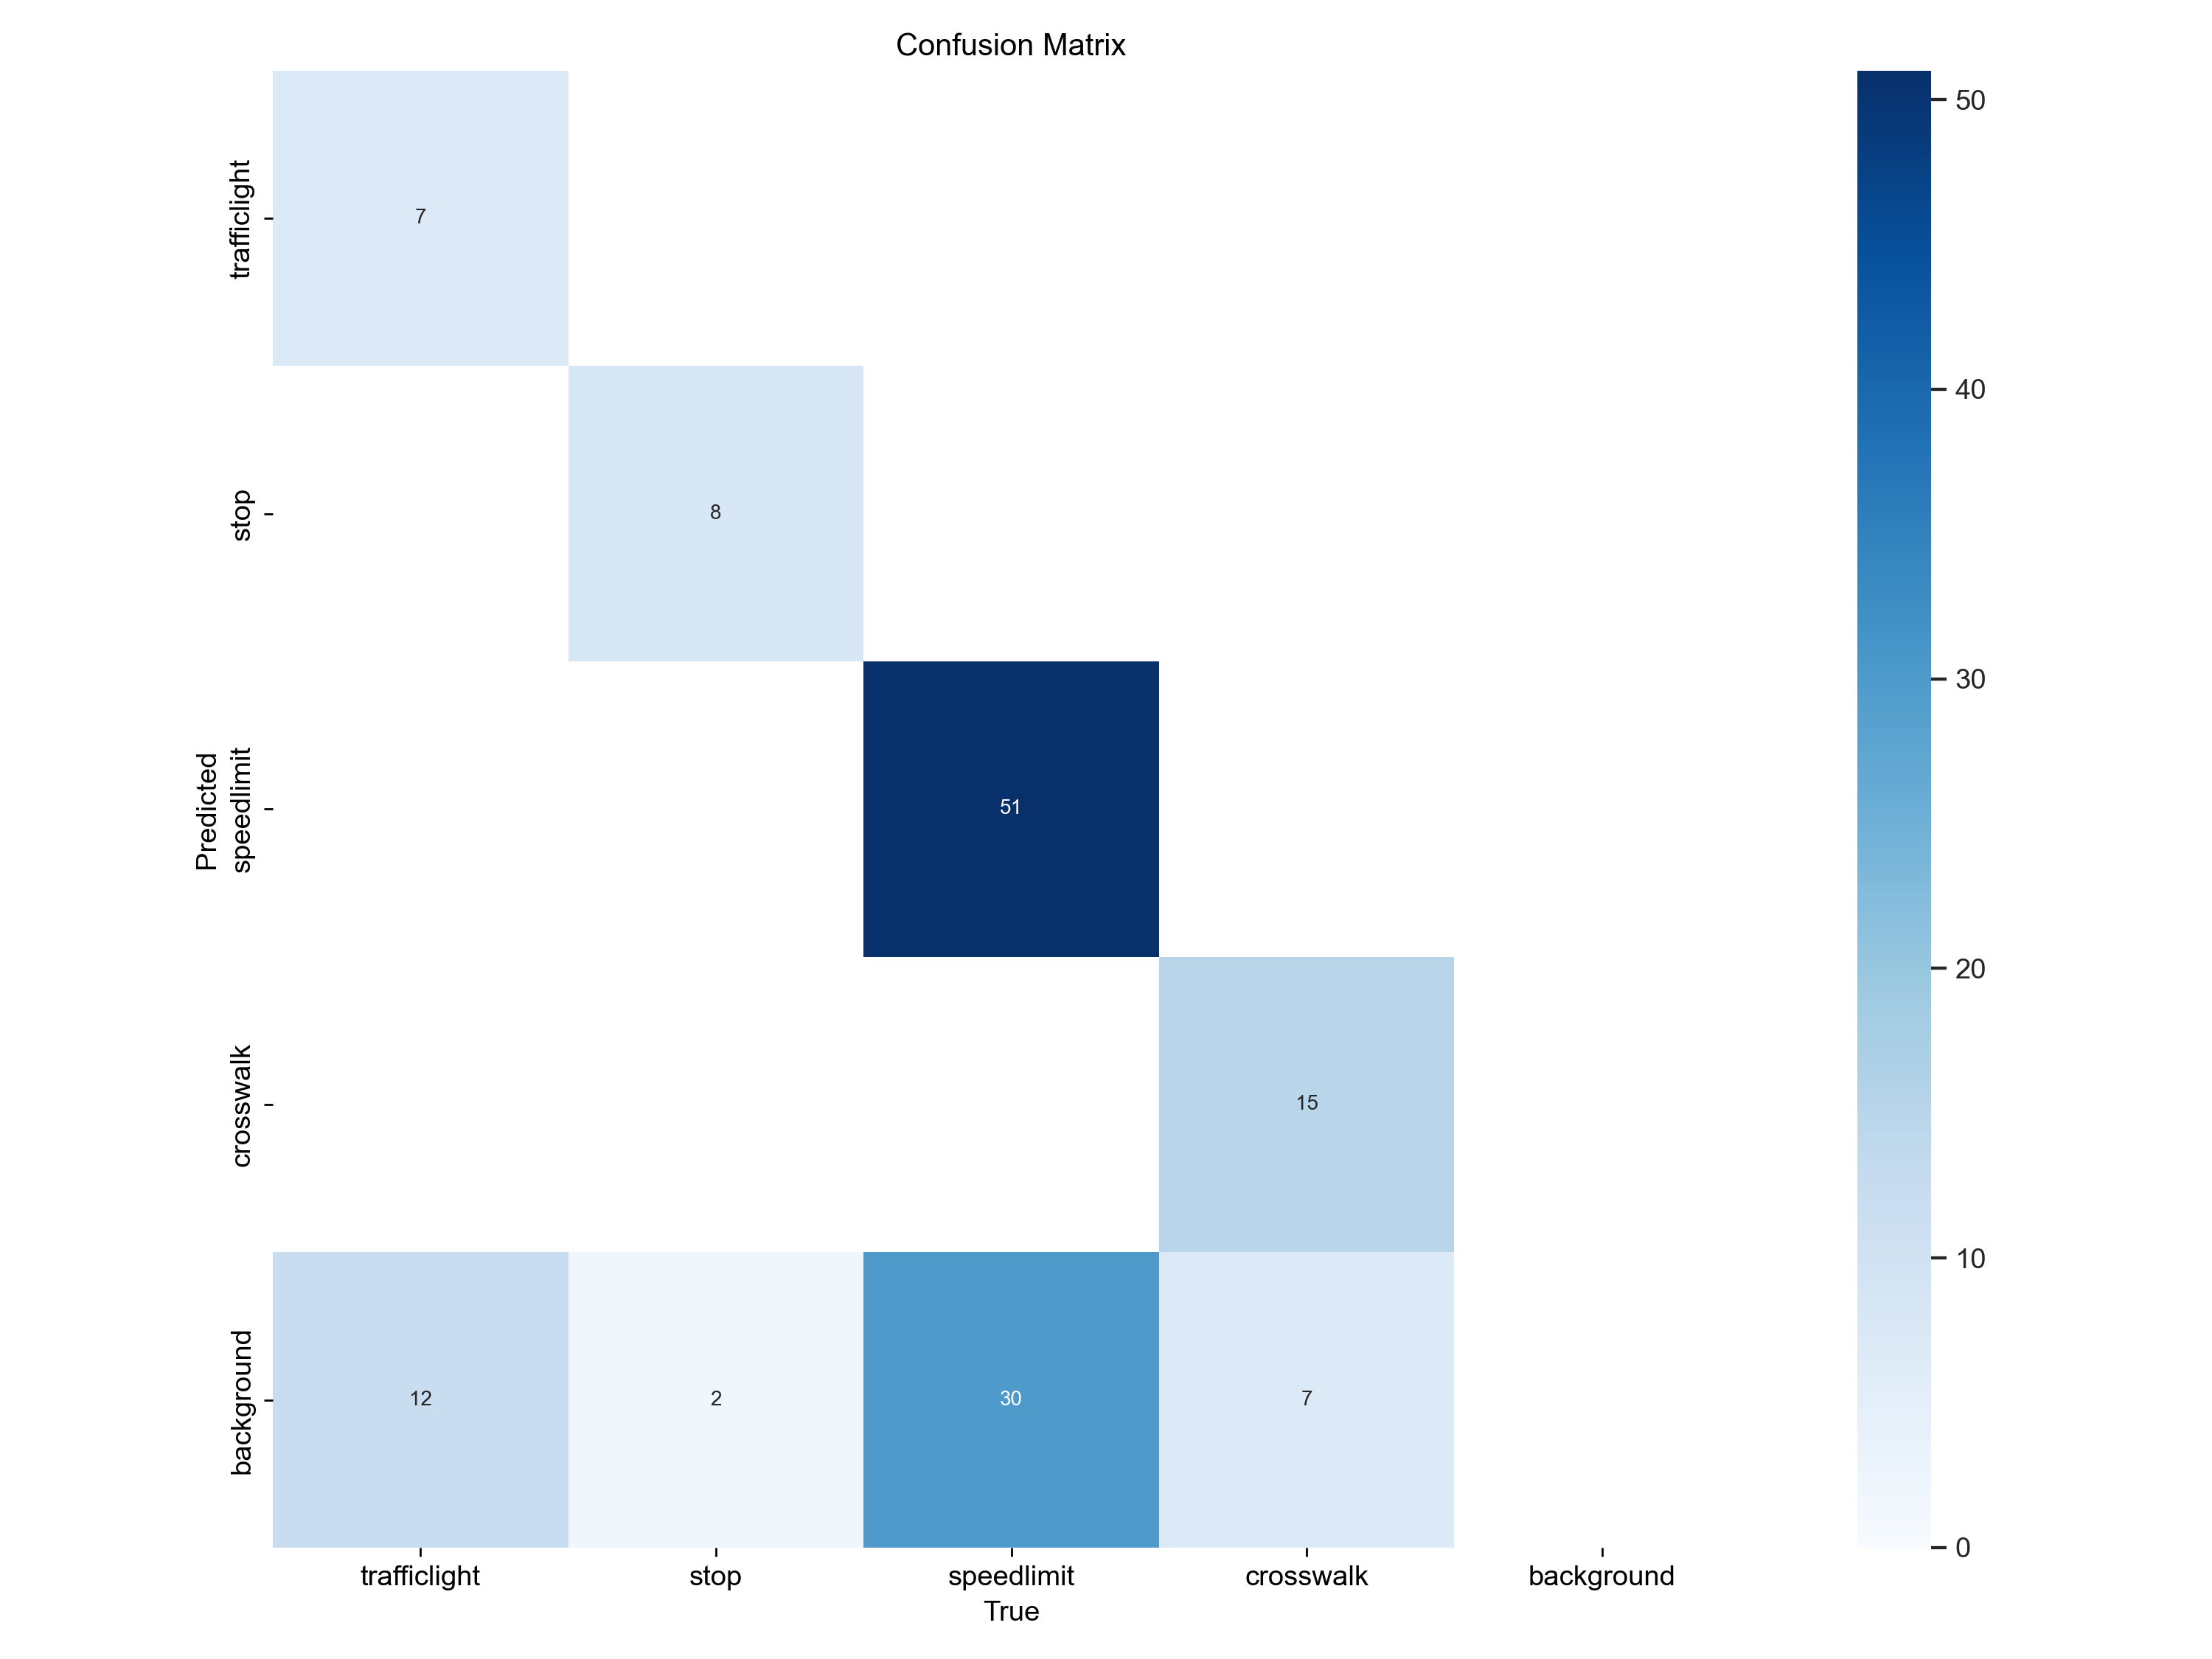 Confusion Matrix
trafficlight
7
stop
8
Predicted
speedlimit
51
crosswalk
15
background
12 2 30 7
trafficlight stop speedlimit crosswalk background
True
50
40
30
20
10
0